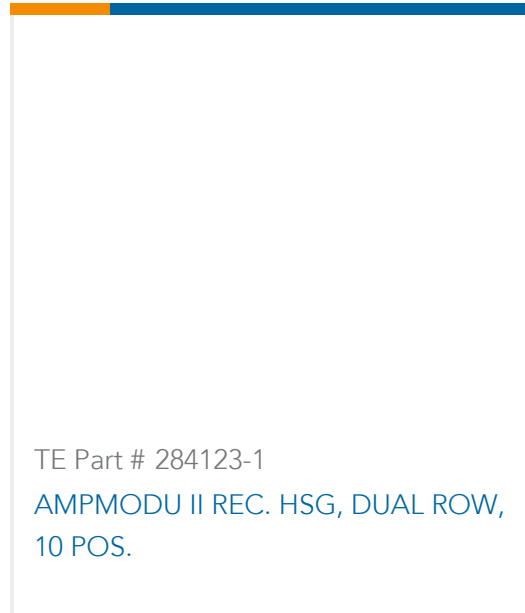 TE Part # 284123-1
AMPMODU II REC. HSG, DUAL ROW,
10 POS.